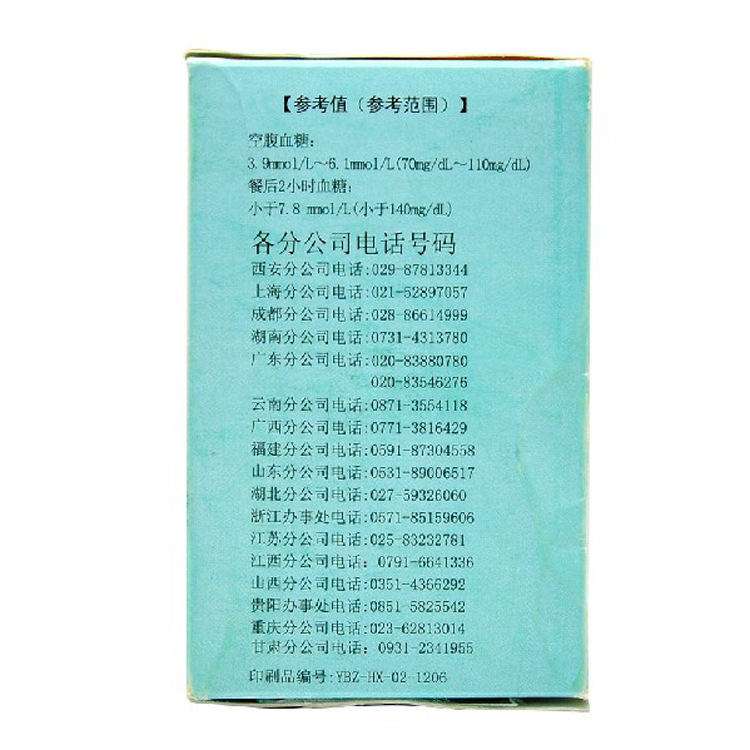 【参考值（参考范围）】
空腹血糖：
3.9mmol/L～6.1mmol/L(70mg/dL～110mg/dL)
餐后2小时血糖：
小于7.8 mmol/L(小于140mg/dL)
各分公司电话号码
西安分公司电话:029-87813344
上海分公司电话:021-52897057
成都分公司电话:028-86614999
湖南分公司电话:0731-4313780
广东分公司电话:020-83880780
020-83546276
云南分公司电话:0871-3554118
广西分公司电话:0771-3816429
福建分公司电话:0591-87304558
山东分公司电话:0531-89006517
湖北分公司电话:027-59326060
浙江办事处电话:0571-85159606
江苏分公司电话:025-83232781
江西分公司电话：0791-6641336
山西分公司电话:0351-4366292
贵阳办事处电话:0851-5825542
重庆分公司电话:023-62813014
甘肃分公司电话：0931-2341955
印刷品编号:YBZ-HX-02-1206